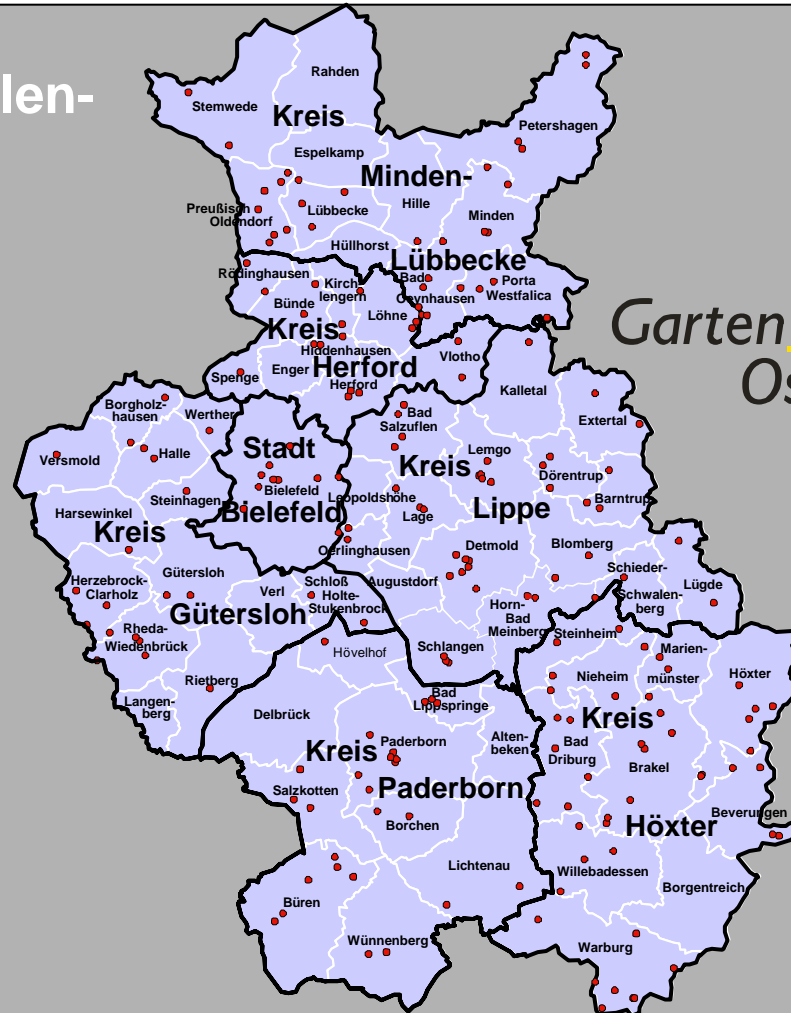 len-
Rahden
Stemwede
Kreis
Petershagen
Espelkamp
Minden-
Preußisch
Oldendorf
Lübbecke
Hille
Minden
Hüllhorst
Lübbecke
Rödinghausen
Kirch
lengern
Bad
Oeynhausen
Porta
Westfalica
Bünde
Löhne
Garten
Os
Kreis
Hiddenhausen
Vlotho
Enger
Herford
Herford
Spenge
Kalletal
Borgholz-
hausen
Werther
Bad
Salzuflen
Extertal
Stadt
Lemgo
Versmold
Halle
Kreis
Dörentrup
Bielefeld
Leopoldshöhe
Steinhagen
Barntrup
Harsewinkel
Bielefeld
Lage
Lippe
Kreis
Oerlinghausen
Detmold
Blomberg
Herzebrock-
Clarholz
Gütersloh
Verl
Schloß
Holte-
Stukenbrock
Augustdorf
Schieder-
Schwalen-
berg
Lügde
Gütersloh
Horn-
Bad
Meinberg
Rheda-
Wiedenbrück
Steinheim
Hövelhof
Schlangen
Marien-
münster
Höxter
Rietberg
Nieheim
Langen-
berg
Delbrück
Bad
Lippspringe
Kreis
Alten-
beken
Kreis
Paderborn
Bad
Driburg
Brakel
Salzkotten
Paderborn
Borchen
Höxter
Beverungen
Lichtenau
Willebadessen
Borgentreich
Büren
Wünnenberg
Warburg